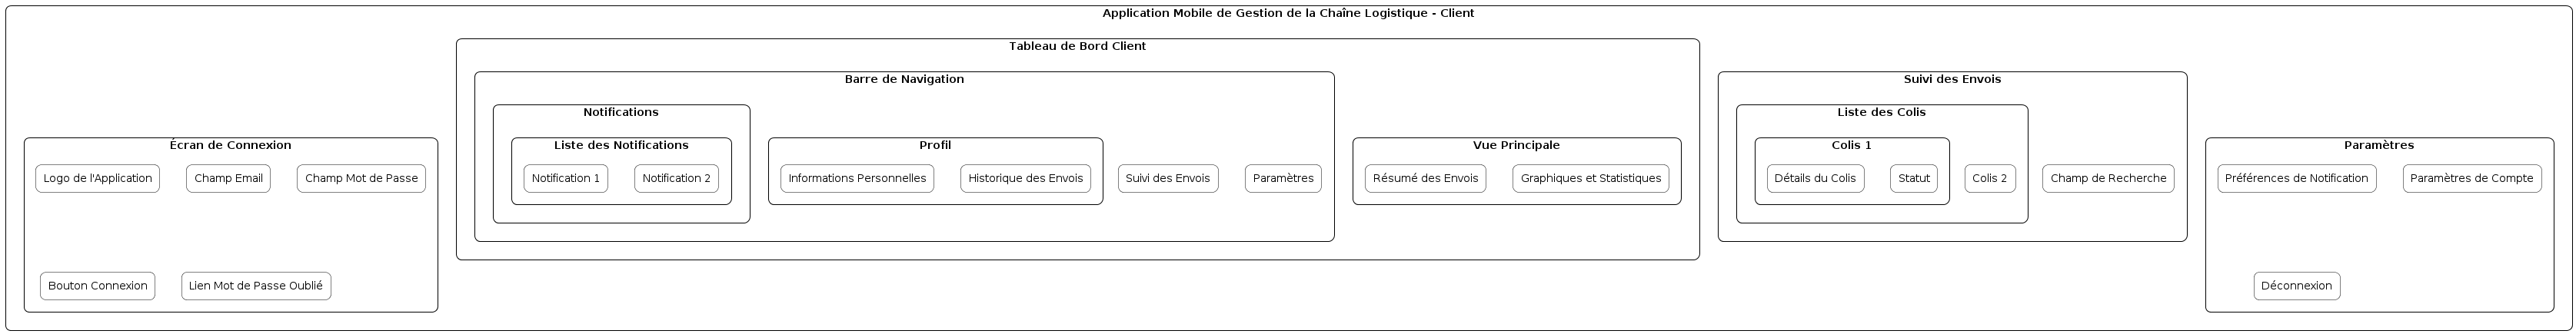 Application Mobile de Gestion de la Chaîne Logistique - Client
Écran de Connexion
Logo de l'Application
Champ Email
Champ Mot de Passe
Bouton Connexion
Lien Mot de Passe Oublié
Tableau de Bord Client
Barre de Navigation
Notifications
Liste des Notifications
Notification 1
Notification 2
Profil
Informations Personnelles
Historique des Envois
Suivi des Envois
Paramètres
Vue Principale
Résumé des Envois
Graphiques et Statistiques
Suivi des Envois
Liste des Colis
Colis 1
Détails du Colis
Statut
Colis 2
Champ de Recherche
Paramètres
Préférences de Notification
Paramètres de Compte
Déconnexion